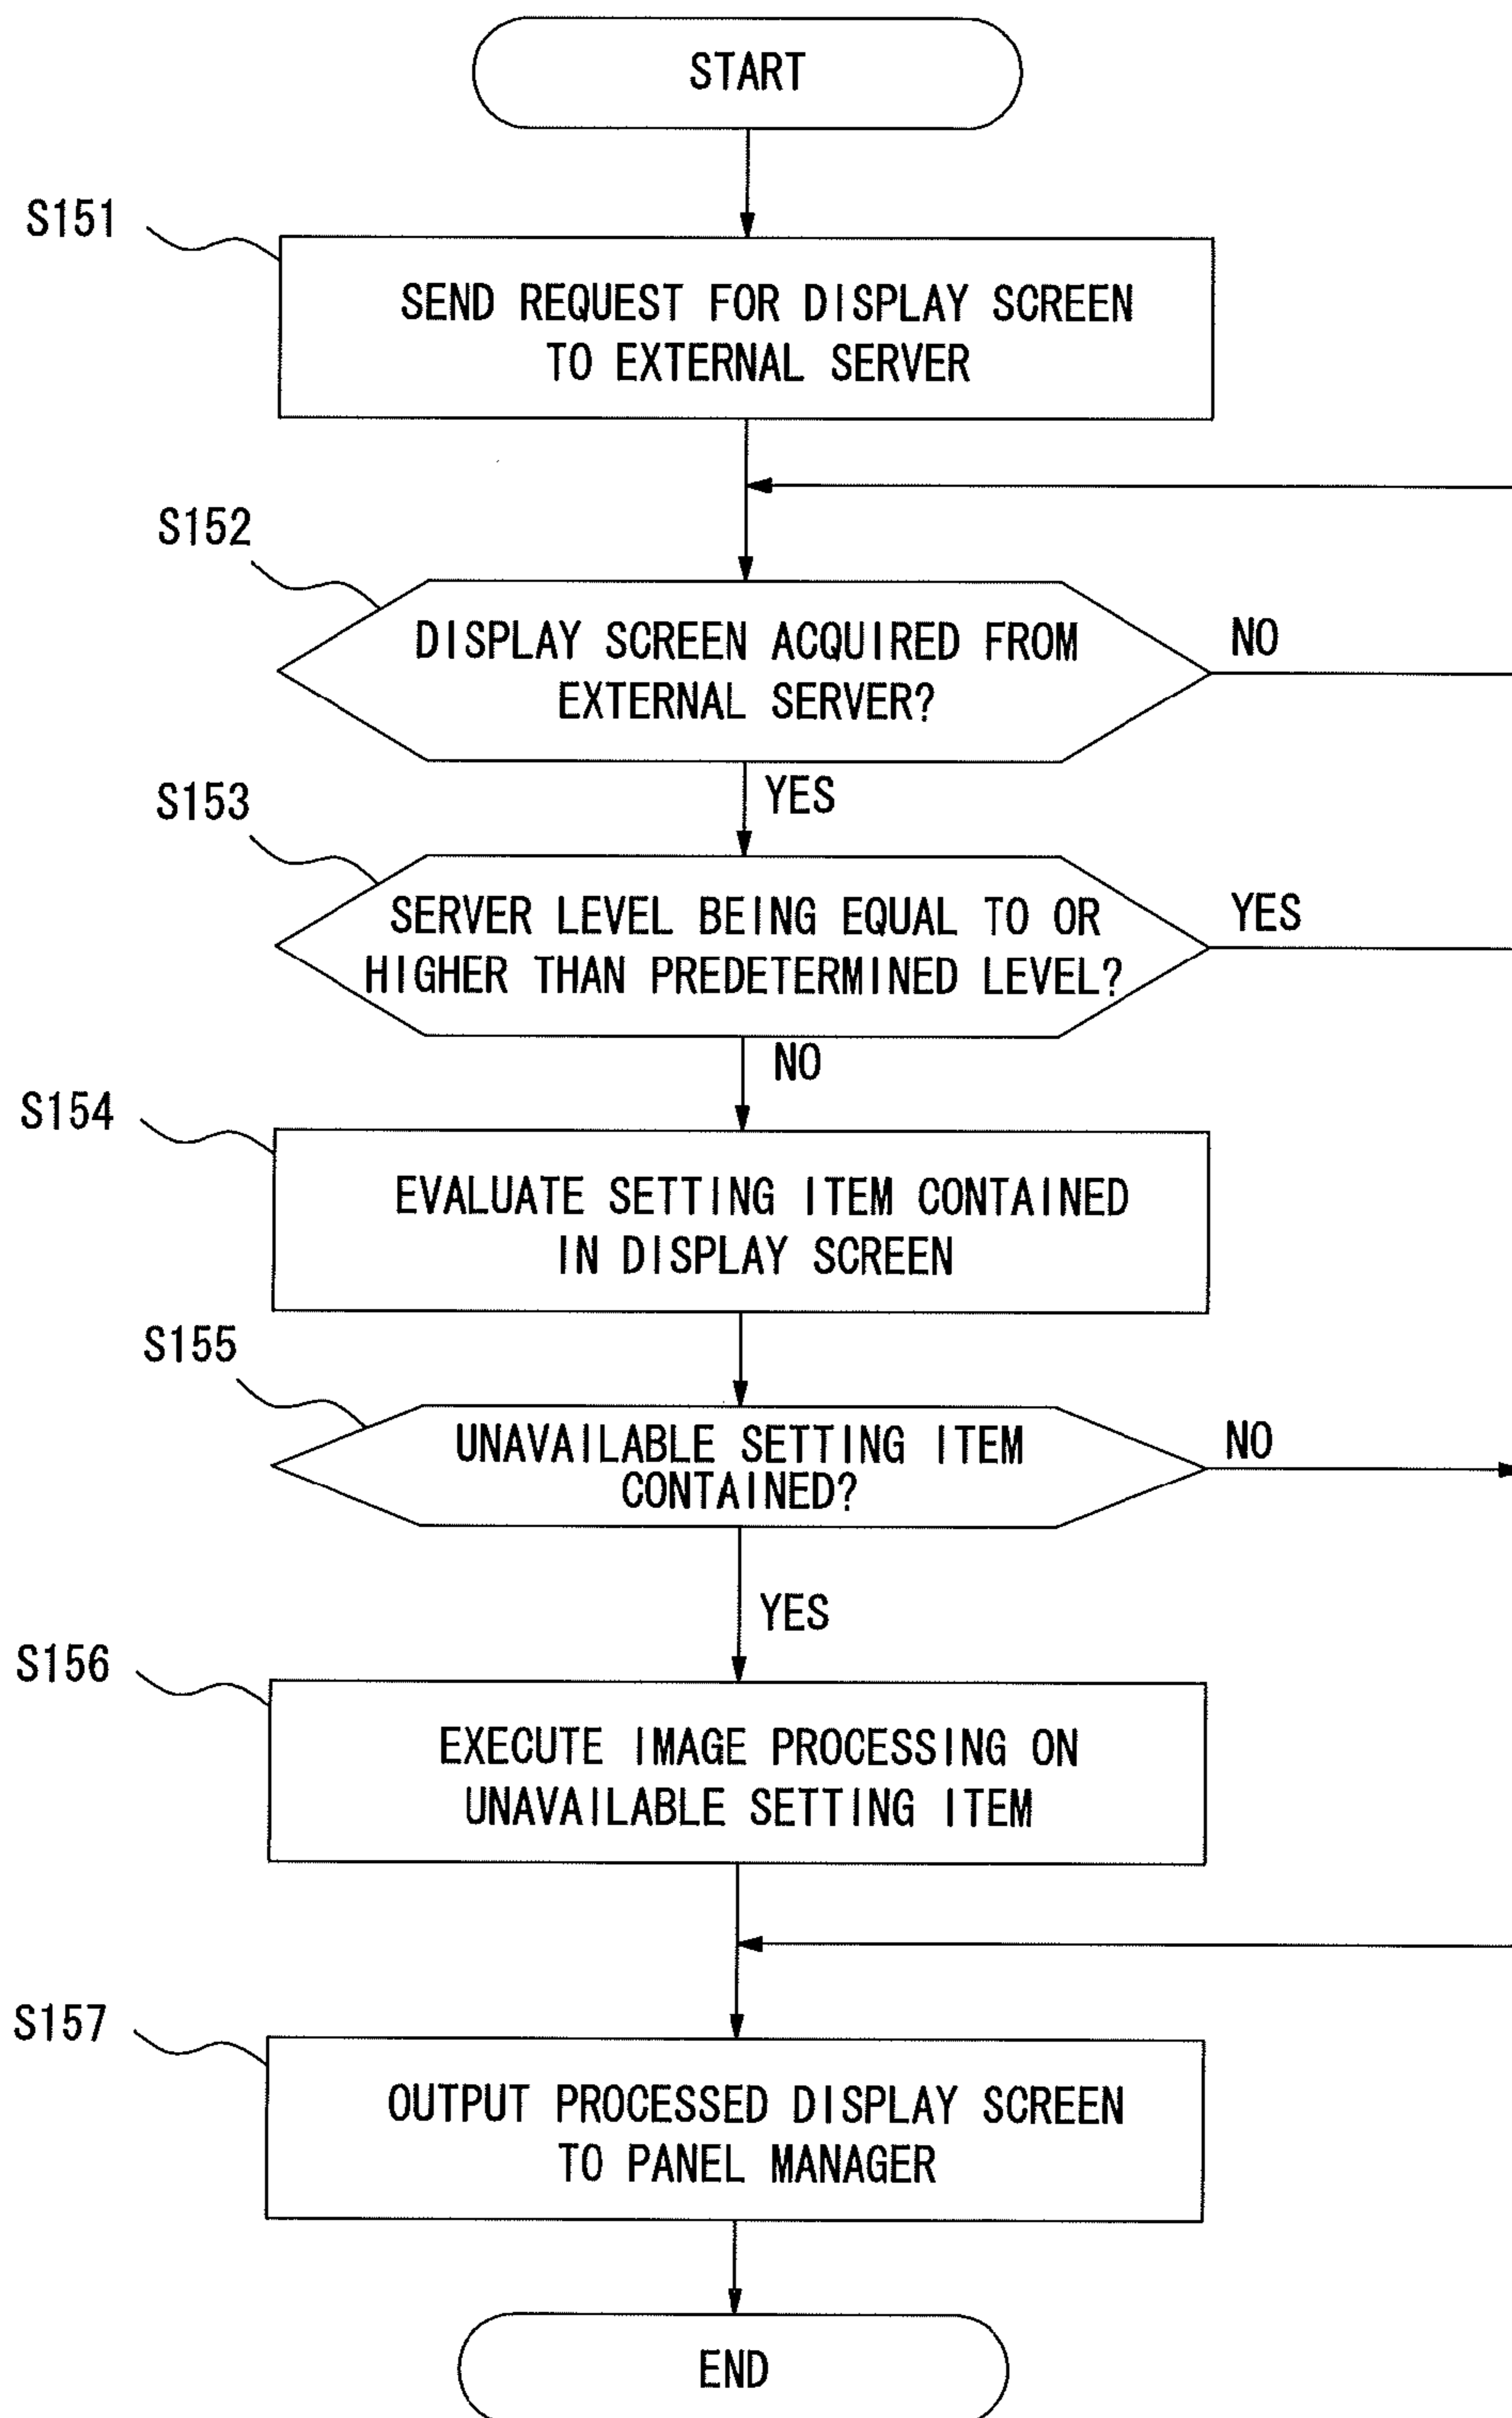 START
S151
SEND REQUEST FOR DISPLAY SCREEN
TO EXTERNAL SERVER
S152
DISPLAY SCREEN ACQUIRED FROM
EXTERNAL SERVER?
NO
YES
S153
SERVER LEVEL BEING EQUAL TO OR
HIGHER THAN PREDETERMINED LEVEL?
YES
NO
S154
EVALUATE SETTING ITEM CONTAINED
IN DISPLAY SCREEN
S155
UNAVAILABLE SETTING ITEM
CONTAINED?
NO
YES
S156
EXECUTE IMAGE PROCESSING ON
UNAVAILABLE SETTING ITEM
S157
OUTPUT PROCESSED DISPLAY SCREEN
TO PANEL MANAGER
END